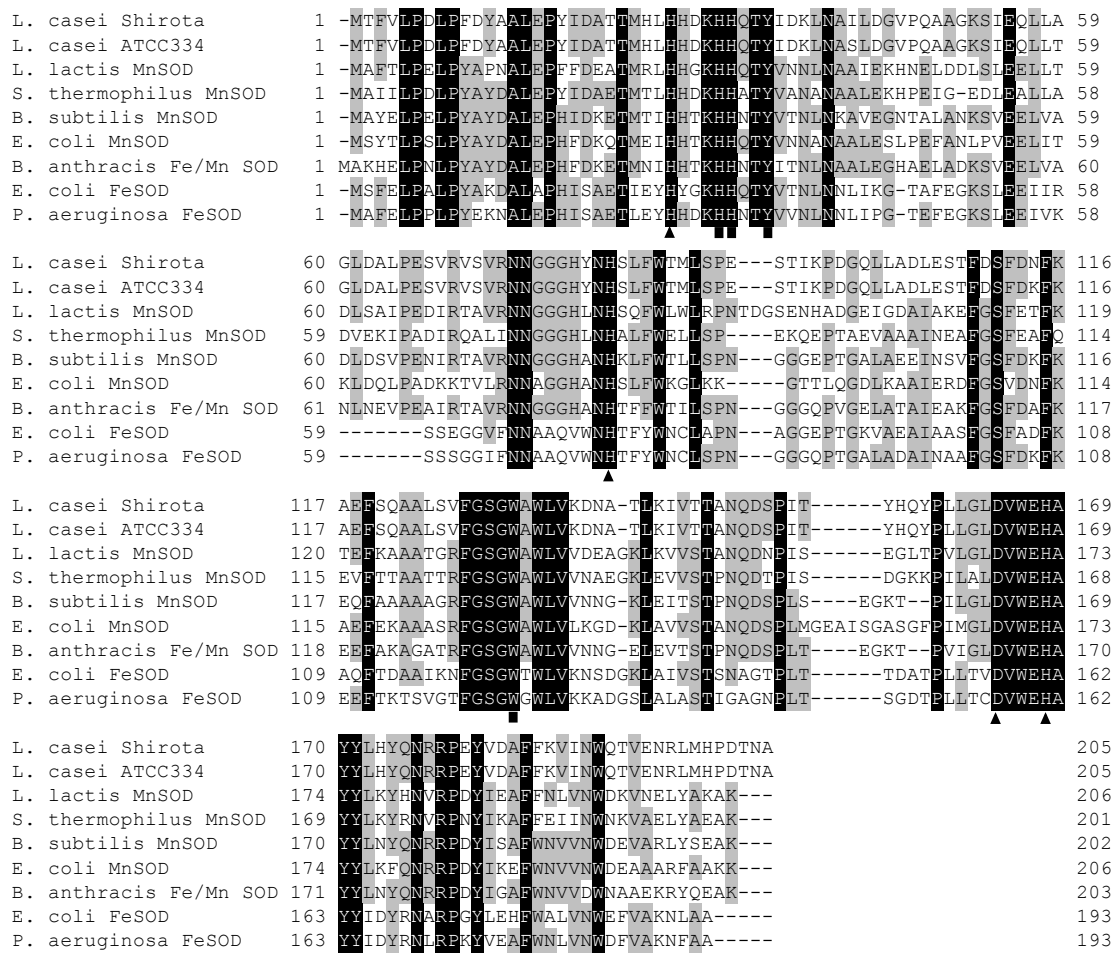 L. casei Shirota 1 -MTFVLPDLPFDYAALEPYIDATTMHLHHDKHHQTYIDKLNAILDGVPQAAGKSIEQLLA 59
L. casei ATCC334 1 -MTFVLPDLPFDYAALEPYIDATTMHLHHDKHHQTYIDKLNASLDGVPQAAGKSIEQLLT 59
L. lactis MnSOD 1 -MAFTLPELPYAPNALEPFFDEATMRLHHGKHHQTYVNNLNAAIEKHNELDDLSLEELLT 59
S. thermophilus MnSOD 1 -MAIILPDLPYAYDALEPYIDAETMTLHHDKHHATYVANANAALEKHPEIG-EDLEALLA 58
B. subtilis MnSOD 1 -MAYELPELPYAYDALEPHIDKETMTIHHTKHHNTYVTNLNKAVEGNTALANKSVEELVA 59
E. coli MnSOD 1 -MSYTLPSLPYAYDALEPHFDKQTMEIHHTKHHQTYVNNANAALESLPEFANLPVEELIT 59
B. anthracis Fe/Mn SOD 1 MAKHELPNLPYAYDALEPHFDKETMNIHHTKHHNTYITNLNAALEGHAELADKSVEELVA 60
E. coli FeSOD 1 -MSFELPALPYAKDALAPHISAETIEYHYGKHHQTYVTNLNNLIKG-TAFEGKSLEEIIR 58
P. aeruginosa FeSOD 1 -MAFELPPLPYEKNALEPHISAETLEYHHDKHHNTYVVNLNNLIPG-TEFEGKSLEEIVK 58
L. casei Shirota 60 GLDALPESVRVSVRNNGGGHYNHSLFWTMLSPE---STIKPDGQLLADLESTFDSFDNFK 116
L. casei ATCC334 60 GLDALPESVRVSVRNNGGGHYNHSLFWTMLSPE---STIKPDGQLLADLESTFDSFDKFK 116
L. lactis MnSOD 60 DLSAIPEDIRTAVRNNGGGHLNHSQFWLWLRPNTDGSENHADGEIGDAIAKEFGSFETFK 119
S. thermophilus MnSOD 59 DVEKIPADIRQALINNGGGHLNHALFWELLSP----EKQEPTAEVAAAINEAFGSFEAFQ 114
B. subtilis MnSOD 60 DLDSVPENIRTAVRNNGGGHANHKLFWTLLSPN---GGGEPTGALAEEINSVFGSFDKFK 116
E. coli MnSOD 60 KLDQLPADKKTVLRNNAGGHANHSLFWKGLKK-----GTTLQGDLKAAIERDFGSVDNFK 114
B. anthracis Fe/Mn SOD 61 NLNEVPEAIRTAVRNNGGGHANHTFFWTILSPN---GGGQPVGELATAIEAKFGSFDAFK 117
E. coli FeSOD 59 -------SSEGGVFNNAAQVWNHTFYWNCLAPN---AGGEPTGKVAEAIAASFGSFADFK 108
P. aeruginosa FeSOD 59 -------SSSGGIFNNAAQVWNHTFYWNCLSPN---GGGQPTGALADAINAAFGSFDKFK 108
L. casei Shirota 117 AEFSQAALSVFGSGWAWLVKDNA-TLKIVTTANQDSPIT------YHQYPLLGLDVWEHA 169
L. casei ATCC334 117 AEFSQAALSVFGSGWAWLVKDNA-TLKIVTTANQDSPIT------YHQYPLLGLDVWEHA 169
L. lactis MnSOD 120 TEFKAAATGRFGSGWAWLVVDEAGKLKVVSTANQDNPIS------EGLTPVLGLDVWEHA 173
S. thermophilus MnSOD 115 EVFTTAATTRFGSGWAWLVVNAEGKLEVVSTPNQDTPIS------DGKKPILALDVWEHA 168
B. subtilis MnSOD 117 EQFAAAAAGRFGSGWAWLVVNNG-KLEITSTPNQDSPLS----EGKT--PILGLDVWEHA 169
E. coli MnSOD 115 AEFEKAAASRFGSGWAWLVLKGD-KLAVVSTANQDSPLMGEAISGASGFPIMGLDVWEHA 173
B. anthracis Fe/Mn SOD 118 EEFAKAGATRFGSGWAWLVVNNG-ELEVTSTPNQDSPLT----EGKT--PVIGLDVWEHA 170
E. coli FeSOD 109 AQFTDAAIKNFGSGWTWLVKNSDGKLAIVSTSNAGTPLT------TDATPLLTVDVWEHA 162
P. aeruginosa FeSOD 109 EEFTKTSVGTFGSGWGWLVKKADGSLALASTIGAGNPLT------SGDTPLLTCDVWEHA 162
L. casei Shirota 170 YYLHYQNRRPEYVDAFFKVINWQTVENRLMHPDTNA 205
L. casei ATCC334 170 YYLHYQNRRPEYVDAFFKVINWQTVENRLMHPDTNA 205
L. lactis MnSOD 174 YYLKYHNVRPDYIEAFFNLVNWDKVNELYAKAK--- 206
S. thermophilus MnSOD 169 YYLKYRNVRPNYIKAFFEIINWNKVAELYAEAK--- 201
B. subtilis MnSOD 170 YYLNYQNRRPDYISAFWNVVNWDEVARLYSEAK--- 202
E. coli MnSOD 174 YYLKFQNRRPDYIKEFWNVVNWDEAAARFAAKK--- 206
B. anthracis Fe/Mn SOD 171 YYLNYQNRRPDYIGAFWNVVDWNAAEKRYQEAK--- 203
E. coli FeSOD 163 YYIDYRNARPGYLEHFWALVNWEFVAKNLAA----- 193
P. aeruginosa FeSOD 163 YYIDYRNLRPKYVEAFWNLVNWDFVAKNFAA----- 193